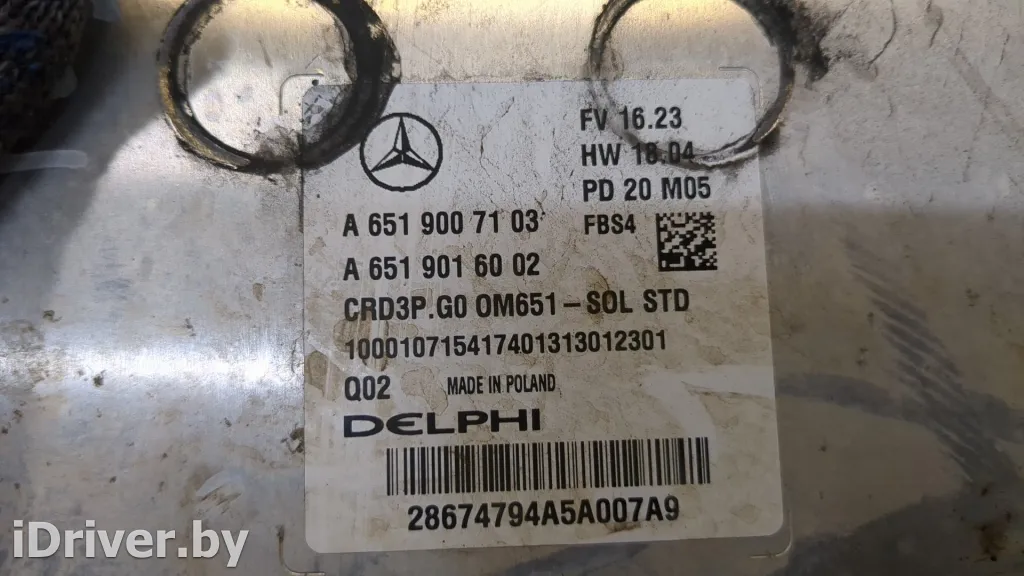 FV 16.23
HW 18.04
PD 20 M05
A 651 900 71 03
FBS4
A 651 901 60 02
CRD3P.G0 OM651-SOL STD
10001071541740131301230​1
Q02
MADE IN POLAND
DELPHI
28674794A5A007A9
iDriver.by